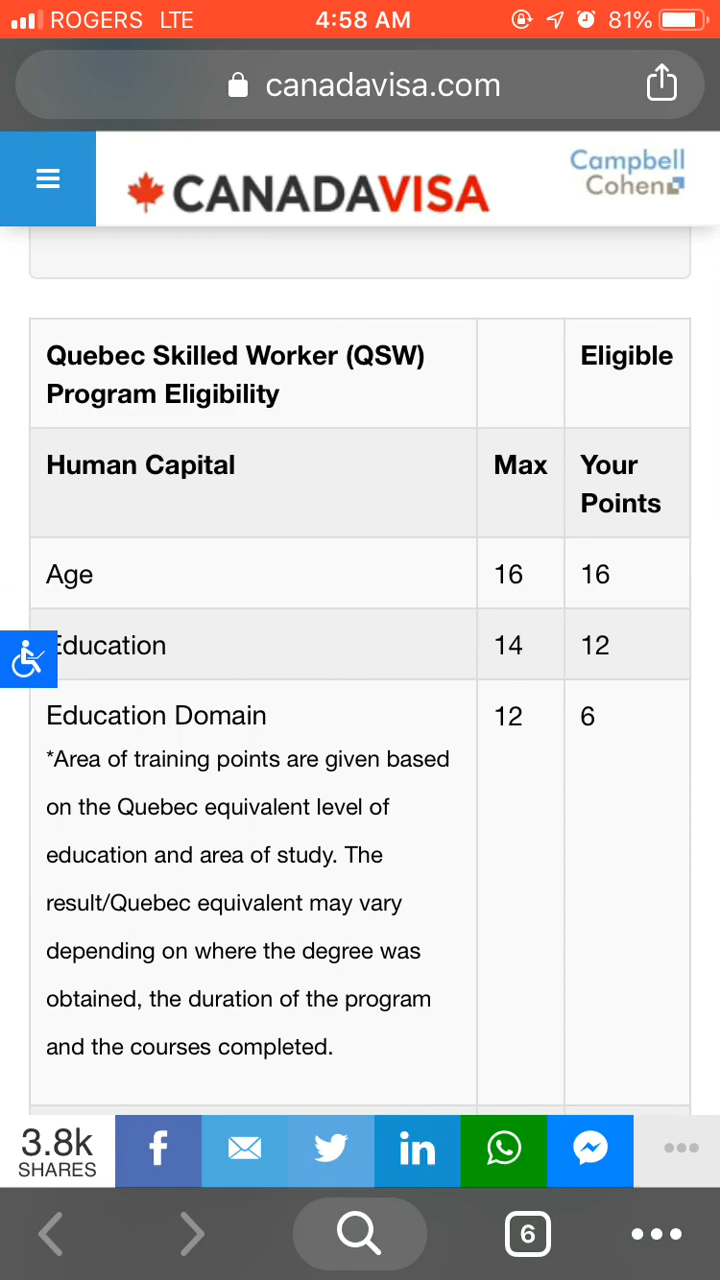 ROGERS LTE 4:58 AM 81%
canadavisa.com
CANADAVISA
Campbell
Cohen
Quebec Skilled Worker (QSW)
Program Eligibility
Eligible
Human Capital
Max
Your
Points
Age 16 16
Education 14 12
Education Domain 12 6
*Area of training points are given based
on the Quebec equivalent level of
education and area of study. The
result/Quebec equivalent may vary
depending on where the degree was
obtained, the duration of the program
and the courses completed.
3.8k
SHARES
f
in
6